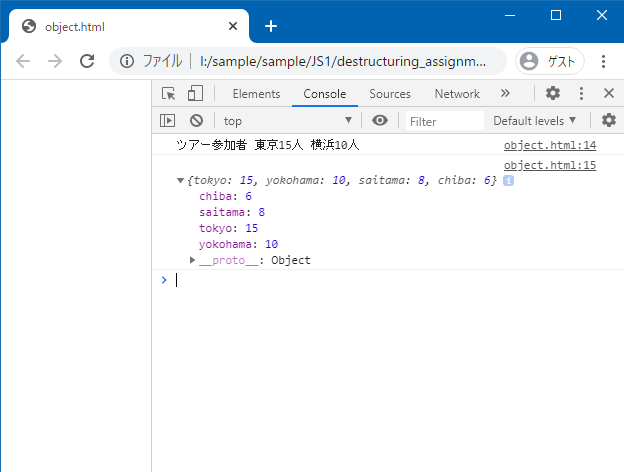 object.html
ファイル l:/sample/sample/JS1/destructuring_assignm... ゲスト
Elements Console Sources Network »
top Filter Default levels
ツアー参加者 東京15人 横浜10人 object.html:14
object.html:15
{tokyo: 15, yokohama: 10, saitama: 8, chiba: 6} i
chiba: 6
saitama: 8
tokyo: 15
yokohama: 10
__proto__: Object